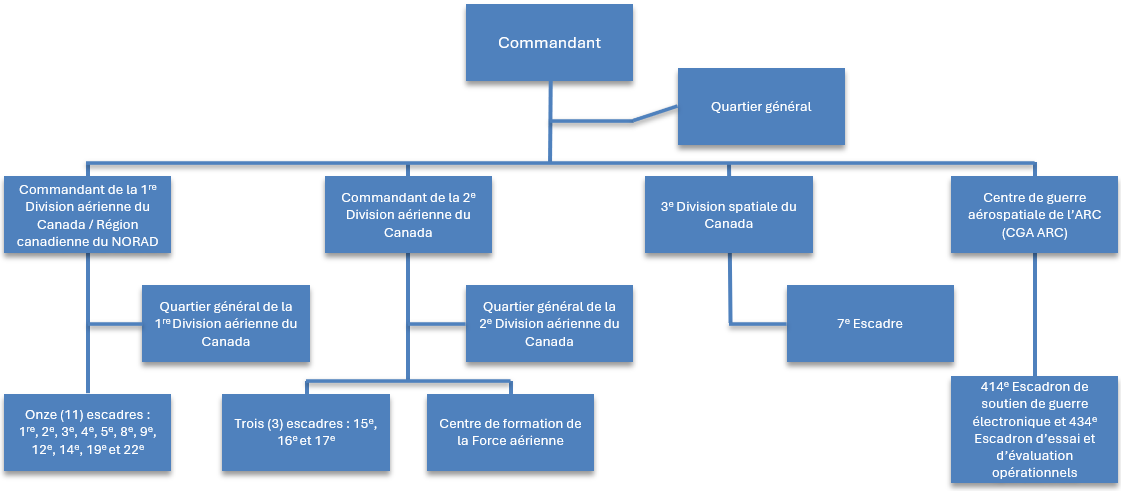 Commandant
Quartier général
Commandant de la 1re
Division aérienne du
Canada / Région
canadienne du NORAD
Commandant de la 2e
Division aérienne du
Canada
3e Division spatiale du
Canada
Centre de guerre
aérospatiale de l’ARC
(CGA ARC)
Quartier général de la
1re Division aérienne du
Canada
Quartier général de la
2e Division aérienne du
Canada
7e Escadre
Onze (11) escadres :
1re, 2e, 3e, 4e, 5e, 8e, 9e,
12e, 14e, 19e et 22e
Trois (3) escadres : 15e,
16e et 17e
Centre de formation de
la Force aérienne
414e Escadron de
soutien de guerre
électronique et 434e
Escadron d’essai et
d’évaluation
opérationnels